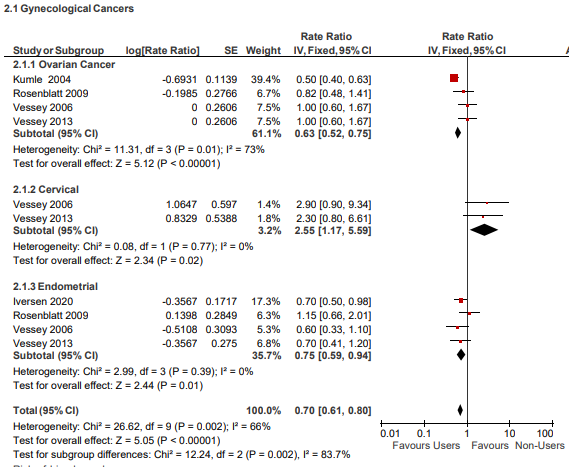 2.1 Gynecological Cancers
Rate Ratio Rate Ratio
Study or Subgroup log[Rate Ratio] SE Weight IV, Fixed, 95% CI IV, Fixed, 95% CI A
2.1.1 Ovarian Cancer
Kumle 2004 -0.6931 0.1139 39.4% 0.50 [0.40, 0.63]
Rosenblatt 2009 -0.1985 0.2766 6.7% 0.82 [0.48, 1.41]
Vessey 2006 0 0.2606 7.5% 1.00 [0.60, 1.67]
Vessey 2013 0 0.2606 7.5% 1.00 [0.60, 1.67]
Subtotal (95% CI) 61.1% 0.63 [0.52, 0.75]
Heterogeneity: Chi² = 11.31, df = 3 (P = 0.01); I² = 73%
Test for overall effect: Z = 5.12 (P < 0.00001)
2.1.2 Cervical
Vessey 2006 1.0647 0.597 1.4% 2.90 [0.90, 9.34]
Vessey 2013 0.8329 0.5388 1.8% 2.30 [0.80, 6.61]
Subtotal (95% CI) 3.2% 2.55 [1.17, 5.59]
Heterogeneity: Chi² = 0.08, df = 1 (P = 0.77); I² = 0%
Test for overall effect: Z = 2.34 (P = 0.02)
2.1.3 Endometrial
Iversen 2020 -0.3567 0.1717 17.3% 0.70 [0.50, 0.98]
Rosenblatt 2009 0.1398 0.2849 6.3% 1.15 [0.66, 2.01]
Vessey 2006 -0.5108 0.3093 5.3% 0.60 [0.33, 1.10]
Vessey 2013 -0.3567 0.275 6.8% 0.70 [0.41, 1.20]
Subtotal (95% CI) 35.7% 0.75 [0.59, 0.94]
Heterogeneity: Chi² = 2.99, df = 3 (P = 0.39); I² = 0%
Test for overall effect: Z = 2.44 (P = 0.01)
Total (95% CI) 100.0% 0.70 [0.61, 0.80]
Heterogeneity: Chi² = 26.62, df = 9 (P = 0.002); I² = 66%
Test for overall effect: Z = 5.05 (P < 0.00001)
Test for subgroup differences: Chi² = 12.24, df = 2 (P = 0.002), I² = 83.7%
0.01 0.1 1 10 100
Favours Users Favours Non-Users